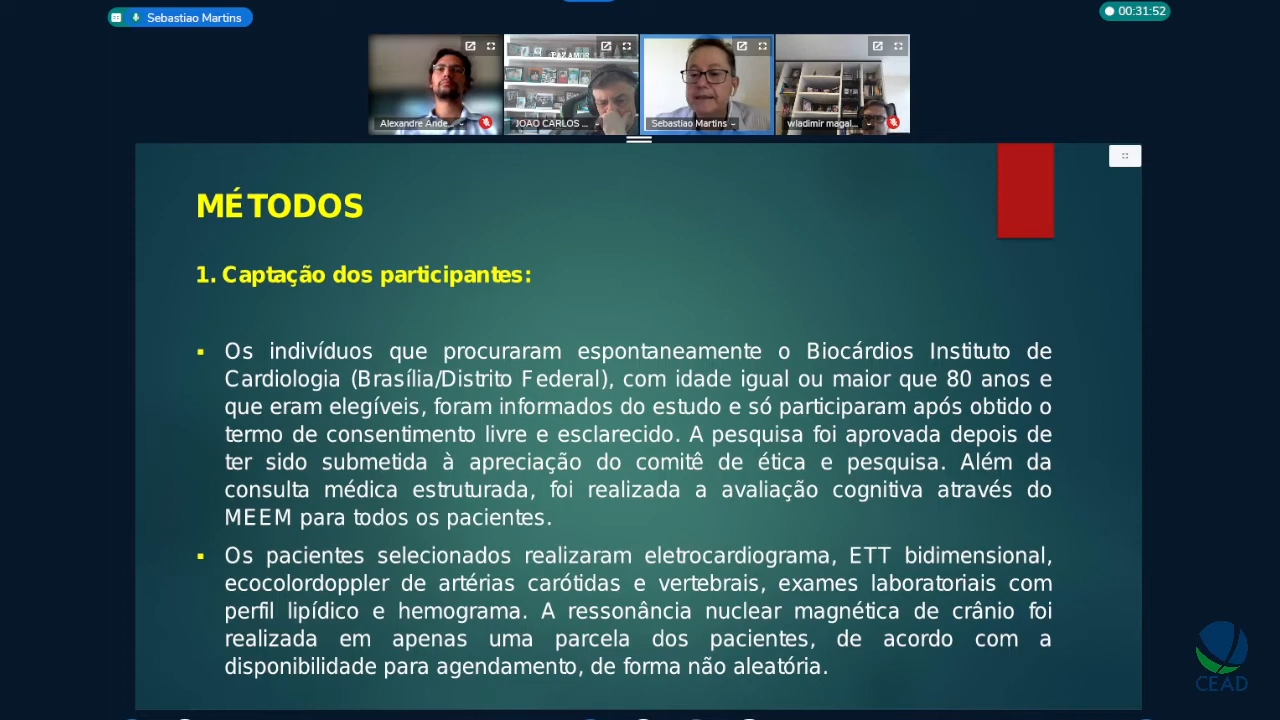 Sebastiao Martins
00:31:52
PAZ AMOR
Alexandre Ande...
JOAO CARLOS ...
Sebastiao Martins
wladimir magal...
MÉTODOS
1. Captação dos participantes:
Os indivíduos que procuraram espontaneamente o Biocárdios Instituto de
Cardiologia (Brasília/Distrito Federal), com idade igual ou maior que 80 anos e
que eram elegíveis, foram informados do estudo e só participaram após obtido o
termo de consentimento livre e esclarecido. A pesquisa foi aprovada depois de
ter sido submetida à apreciação do comitê de ética e pesquisa. Além da
consulta médica estruturada, foi realizada a avaliação cognitiva através do
MEEM para todos os pacientes.
Os pacientes selecionados realizaram eletrocardiograma, ETT bidimensional,
ecocolordoppler de artérias carótidas e vertebrais, exames laboratoriais com
perfil lipídico e hemograma. A ressonância nuclear magnética de crânio foi
realizada em apenas uma parcela dos pacientes, de acordo com a
disponibilidade para agendamento, de forma não aleatória.
CEAD